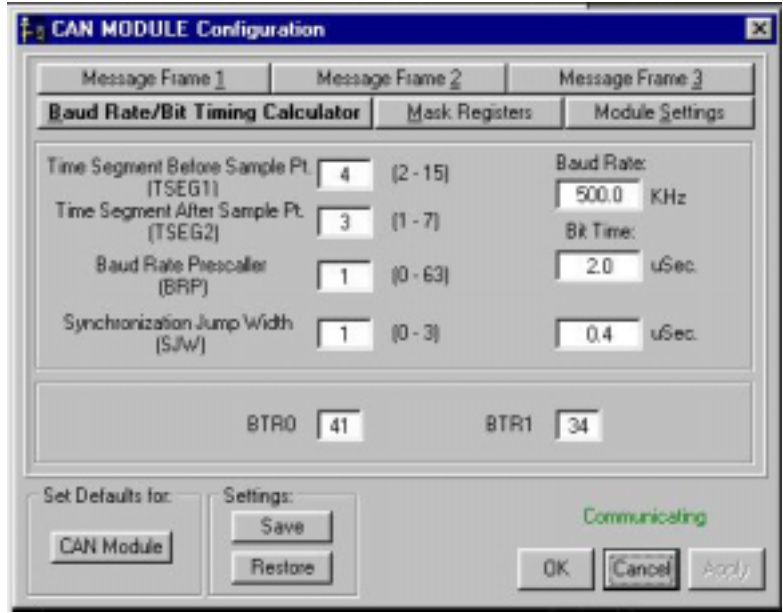 CAN MODULE Configuration
Message Frame 1 Message Frame 2 Message Frame 3
Baud Rate/Bit Timing Calculator Mask Registers Module Settings
Time Segment Before Sample Pt. 4 (2 - 15) Baud Rate:
(TSEG1) 500.0 KHz
Time Segment After Sample Pt. 3 (1 - 7) Bit Time:
(TSEG2)
Baud Rate Prescaller 1 (0 - 63) 2.0 uSec.
(BRP)
Synchronization Jump Width 1 (0 - 3) 0.4 uSec.
(SJW)
BTR0 41 BTR1 34
Set Defaults for: Settings:
CAN Module Save Communicating
Restore OK Cancel Apply